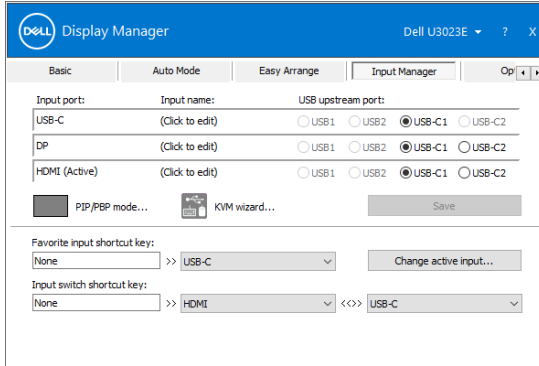 DELL Display Manager Dell U3023E ? X
Basic Auto Mode Easy Arrange Input Manager
Input port: Input name: USB upstream port:
USB-C (Click to edit) USB1 USB2 USB-C1 USB-C2
DP (Click to edit) USB1 USB2 USB-C1 USB-C2
HDMI (Active) (Click to edit) USB1 USB2 USB-C1 USB-C2
PIP/PBP mode... KVM wizard... Save
Favorite input shortcut key:
None >> USB-C Change active input...
Input switch shortcut key:
None >> HDMI <<>> USB-C